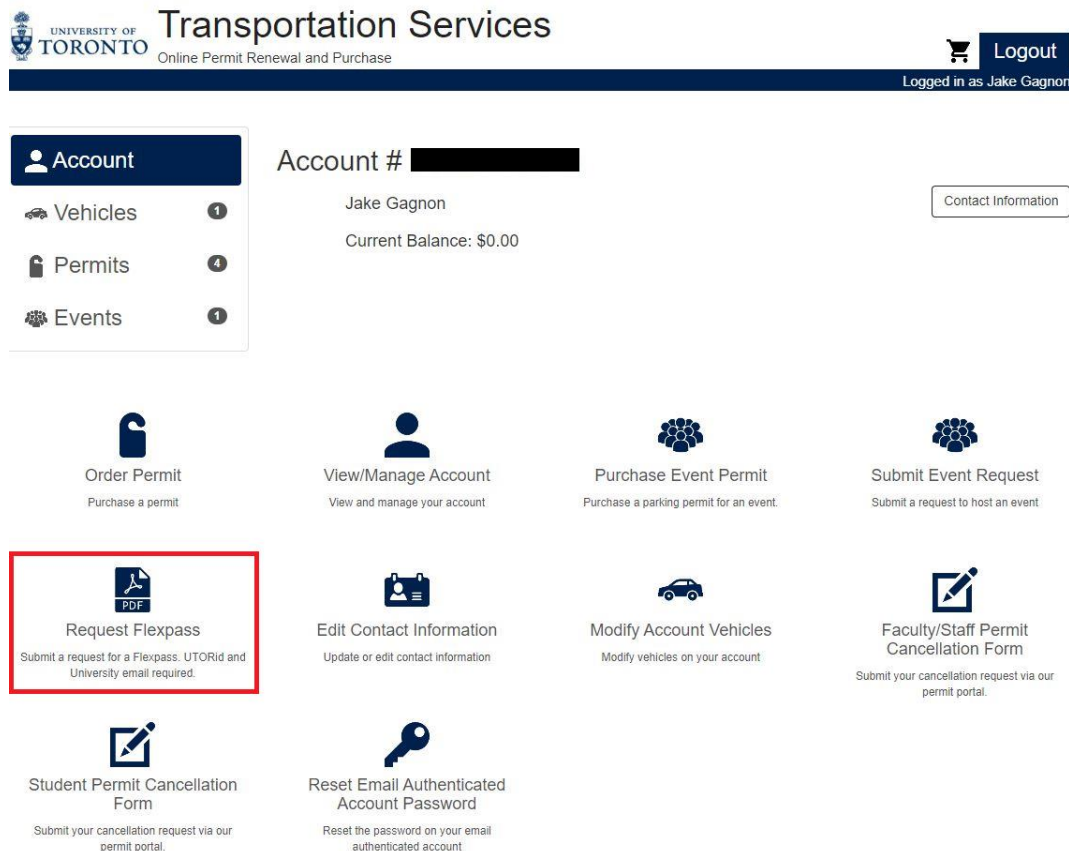 UNIVERSITY OF
TORONTO
Transportation Services
Online Permit Renewal and Purchase
Logout
Logged in as Jake Gagnon
Account
Vehicles 1
Permits 4
Events 1
Account #
Jake Gagnon
Current Balance: $0.00
Contact Information
Order Permit
Purchase a permit
View/Manage Account
View and manage your account
Purchase Event Permit
Purchase a parking permit for an event.
Submit Event Request
Submit a request to host an event
PDF
Request Flexpass
Submit a request for a Flexpass. UTORid and
University email required.
Edit Contact Information
Update or edit contact information
Modify Account Vehicles
Modify vehicles on your account
Faculty/Staff Permit
Cancellation Form
Submit your cancellation request via our
permit portal.
Student Permit Cancellation
Form
Submit your cancellation request via our
permit portal.
Reset Email Authenticated
Account Password
Reset the password on your email
authenticated account